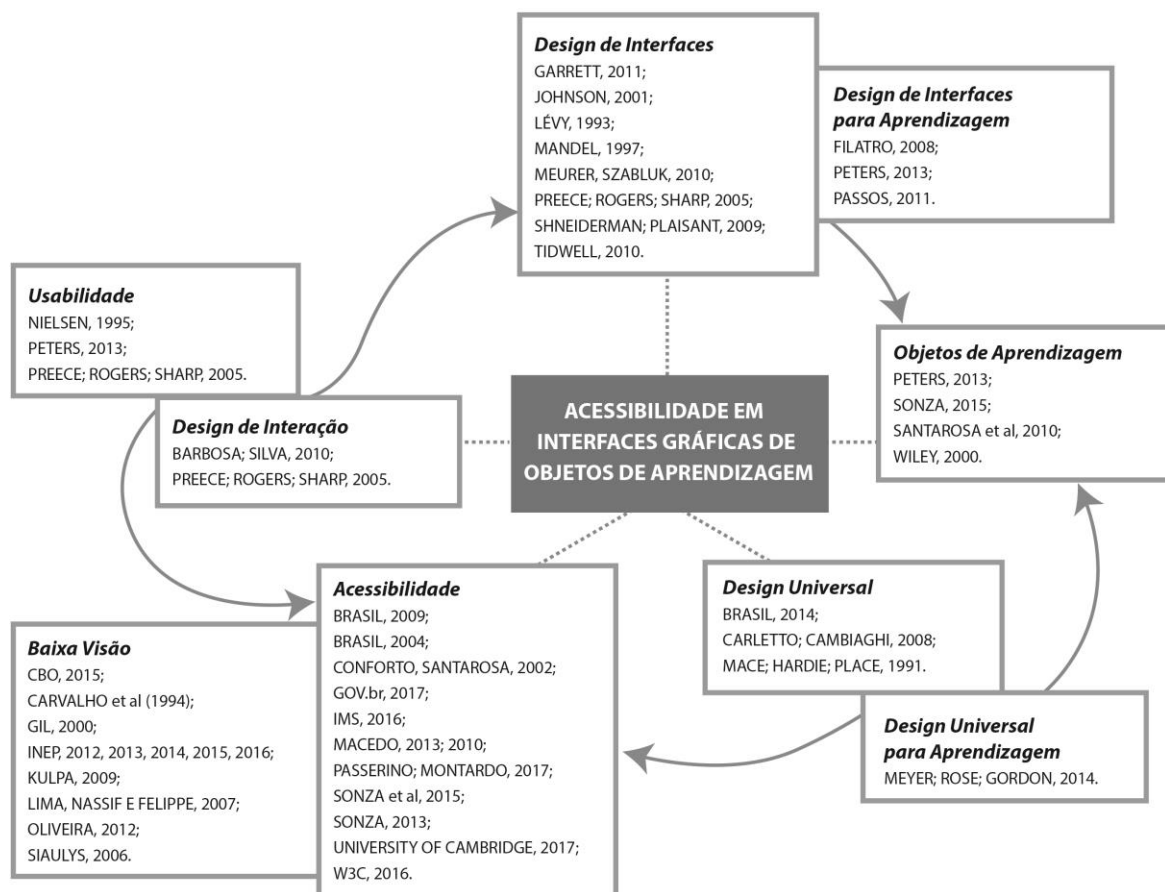 Design de Interfaces
GARRETT, 2011;
JOHNSON, 2001;
LÉVY, 1993;
MANDEL, 1997;
MEURER, SZABLUK, 2010;
PREECE; ROGERS; SHARP, 2005;
SHNEIDERMAN; PLAISANT, 2009;
TIDWELL, 2010.
Design de Interfaces
para Aprendizagem
FILATRO, 2008;
PETERS, 2013;
PASSOS, 2011.
Usabilidade
NIELSEN, 1995;
PETERS, 2013;
PREECE; ROGERS; SHARP, 2005.
Design de Interação
BARBOSA; SILVA, 2010;
PREECE; ROGERS; SHARP, 2005.
ACESSIBILIDADE EM
INTERFACES GRÁFICAS DE
OBJETOS DE APRENDIZAGEM
Objetos de Aprendizagem
PETERS, 2013;
SONZA, 2015;
SANTAROSA et al, 2010;
WILEY, 2000.
Baixa Visão
CBO, 2015;
CARVALHO et al (1994);
GIL, 2000;
INEP, 2012, 2013, 2014, 2015, 2016;
KULPA, 2009;
LIMA, NASSIF E FELIPPE, 2007;
OLIVEIRA, 2012;
SIAULYS, 2006.
Acessibilidade
BRASIL, 2009;
BRASIL, 2004;
CONFORTO, SANTAROSA, 2002;
GOV.br, 2017;
IMS, 2016;
MACEDO, 2013; 2010;
PASSERINO; MONTARDO, 2017;
SONZA et al, 2015;
SONZA, 2013;
UNIVERSITY OF CAMBRIDGE, 2017;
W3C, 2016.
Design Universal
BRASIL, 2014;
CARLETTO; CAMBIAGHI, 2008;
MACE; HARDIE; PLACE, 1991.
Design Universal
para Aprendizagem
MEYER; ROSE; GORDON, 2014.